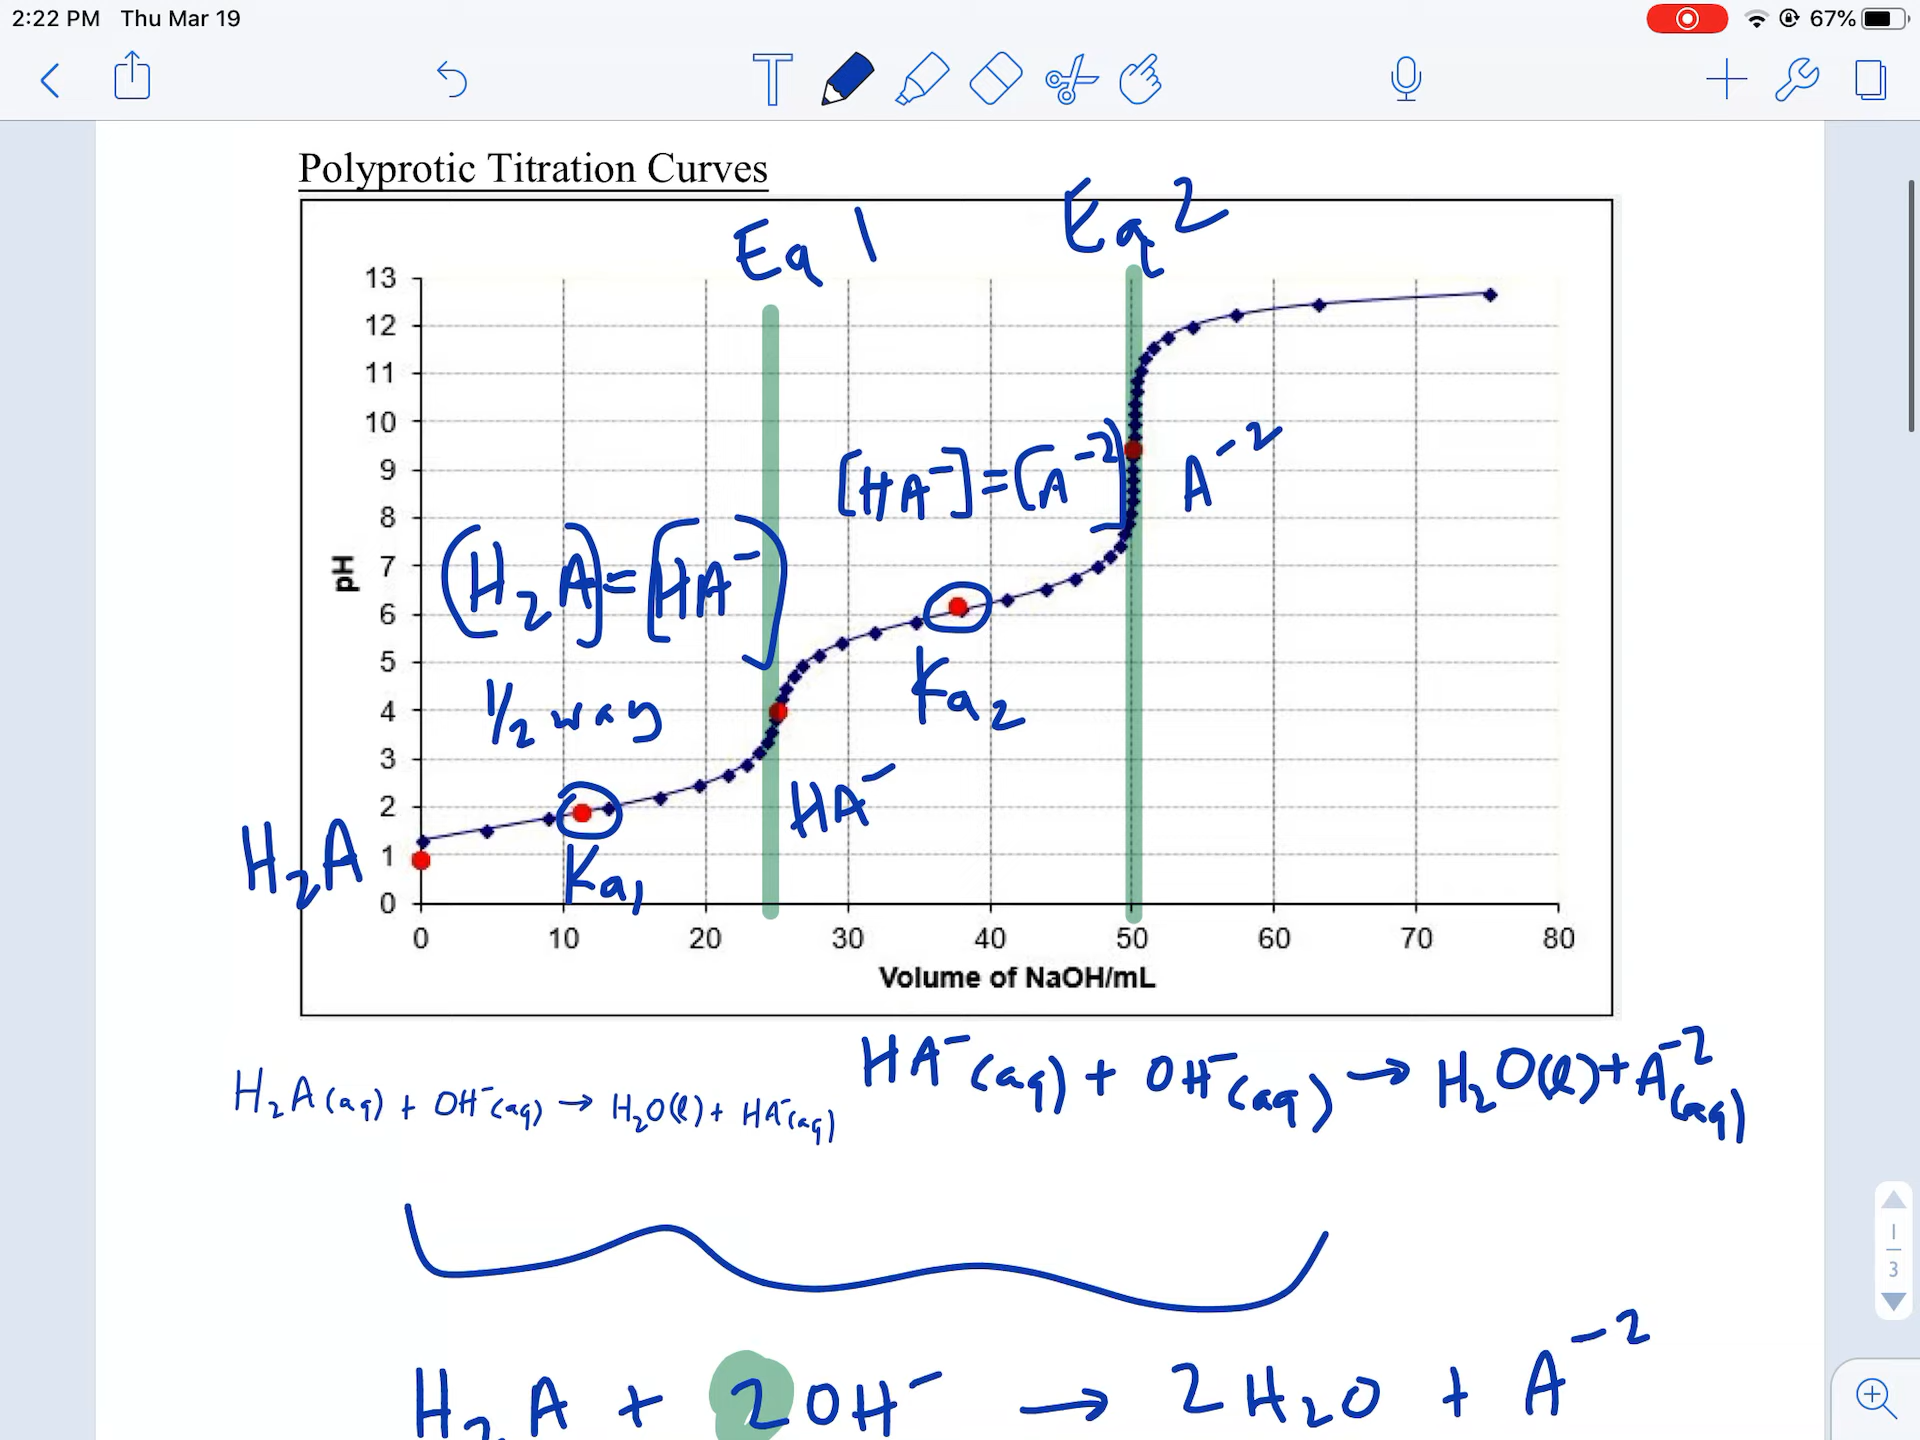 2:22 PM Thu Mar 19
67%
T
Polyprotic Titration Curves
Eq 1
Eq 2
13
12
11
10
9
8
7
6
5
4
3
2
1
0
pH
[HA⁻]=[A⁻²]
A⁻²
[H₂A]=[HA⁻]
1/2 way
Ka₂
HA⁻
H₂A
Ka₁
0 10 20 30 40 50 60 70 80
Volume of NaOH/mL
H₂A(aq) + OH⁻(aq) → H₂O(l) + HA⁻(aq)
HA⁻(aq) + OH⁻(aq) → H₂O(l) + A⁻²(aq)
1
3
H₂A + 2OH⁻ → 2H₂O + A⁻²